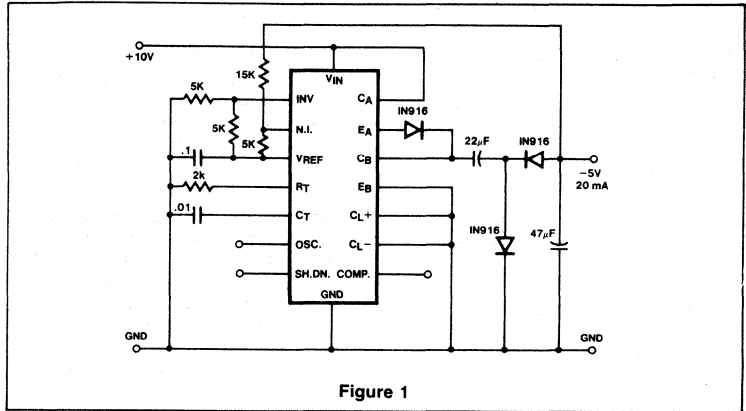 +10V
15K
VIN
5K
INV
CA
IN916
5K
N.I.
EA
22µF
IN916
5K
.1
VREF
CB
−5V
20 mA
2k
RT
EB
.01
CT
CL+
IN916
47µF
OSC.
CL−
SH.DN.
COMP.
GND
GND
GND
Figure 1